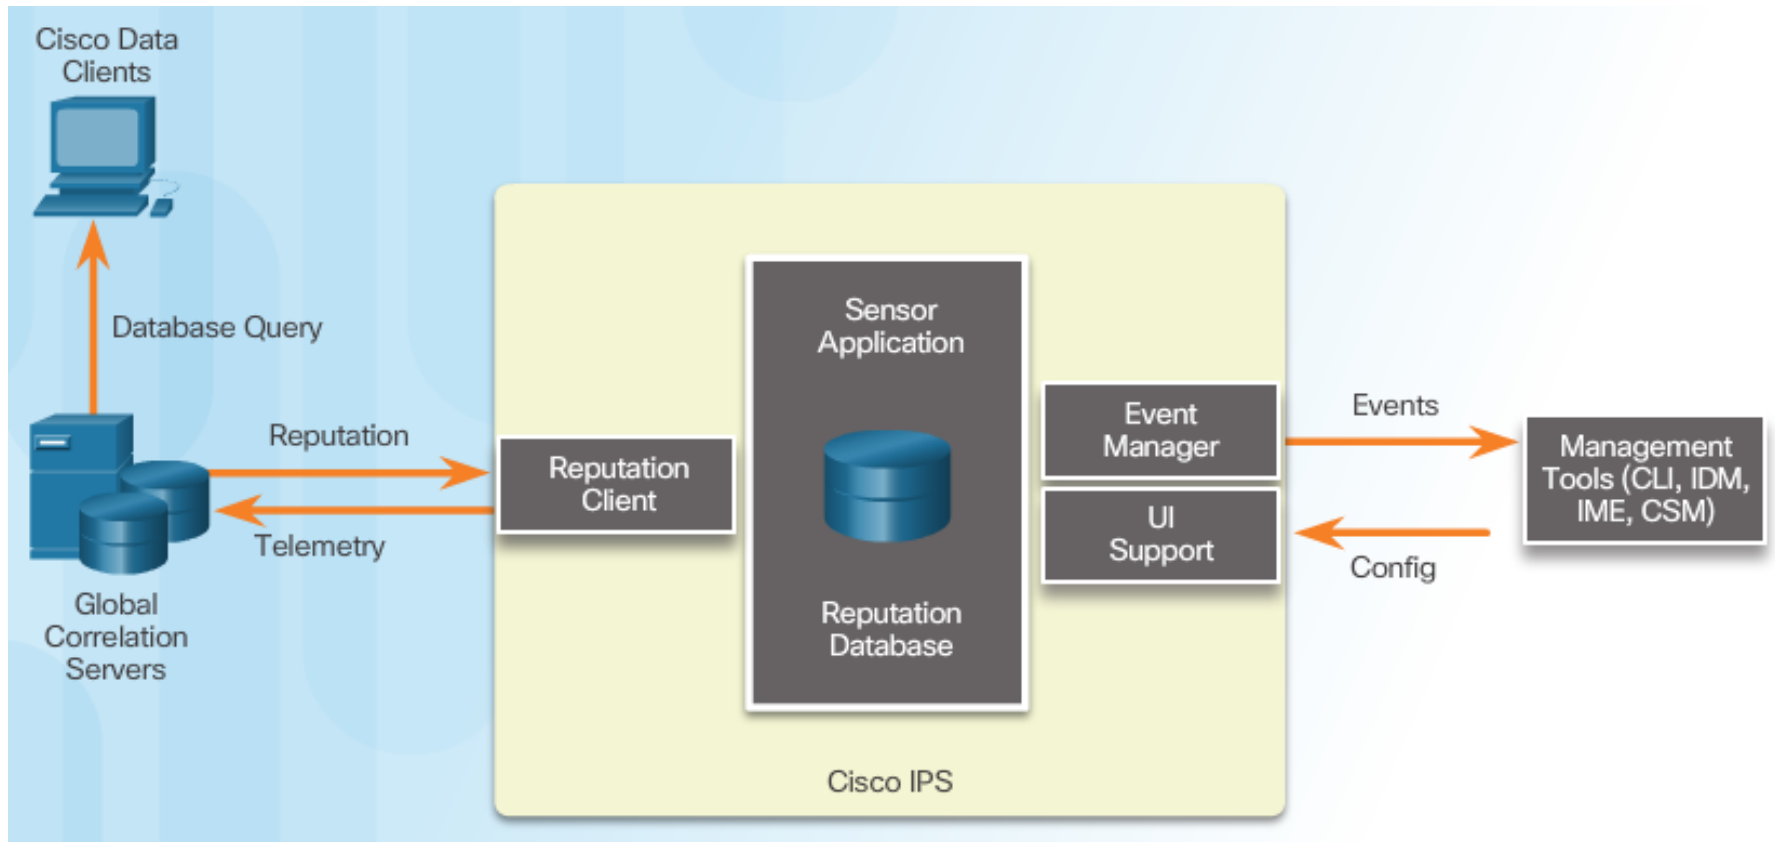 Cisco Data
Clients
Database Query
Reputation
Telemetry
Global
Correlation
Servers
Reputation
Client
Sensor
Application
Reputation
Database
Event
Manager
UI
Support
Cisco IPS
Events
Config
Management
Tools (CLI, IDM,
IME, CSM)